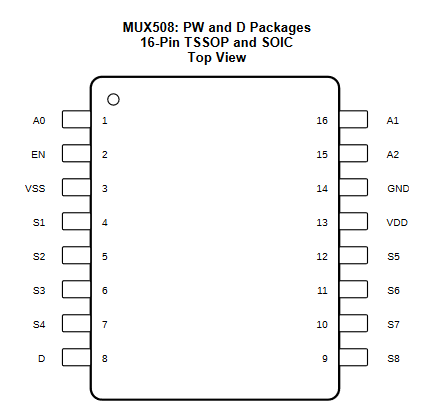 MUX508: PW and D Packages
16-Pin TSSOP and SOIC
Top View
A0 1 16 A1
EN 2 15 A2
VSS 3 14 GND
S1 4 13 VDD
S2 5 12 S5
S3 6 11 S6
S4 7 10 S7
D 8 9 S8